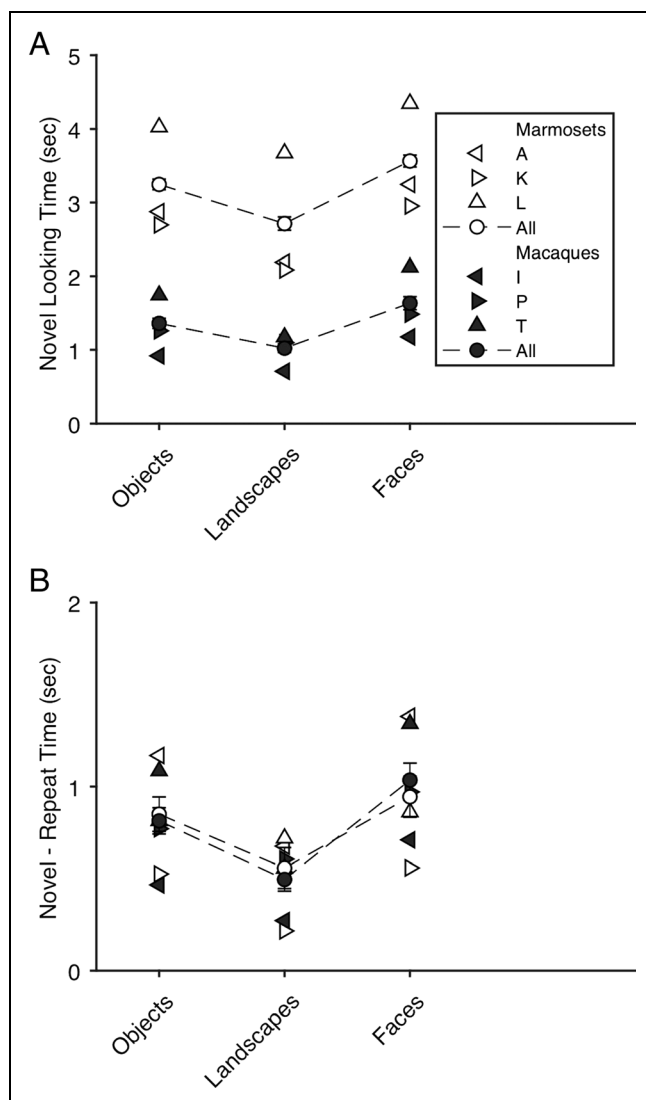 A
Novel Looking Time (sec)
5
4
3
2
1
0
Objects
Landscapes
Faces
Marmosets
A
K
L
All
Macaques
I
P
T
All
B
Novel - Repeat Time (sec)
2
1
0
Objects
Landscapes
Faces